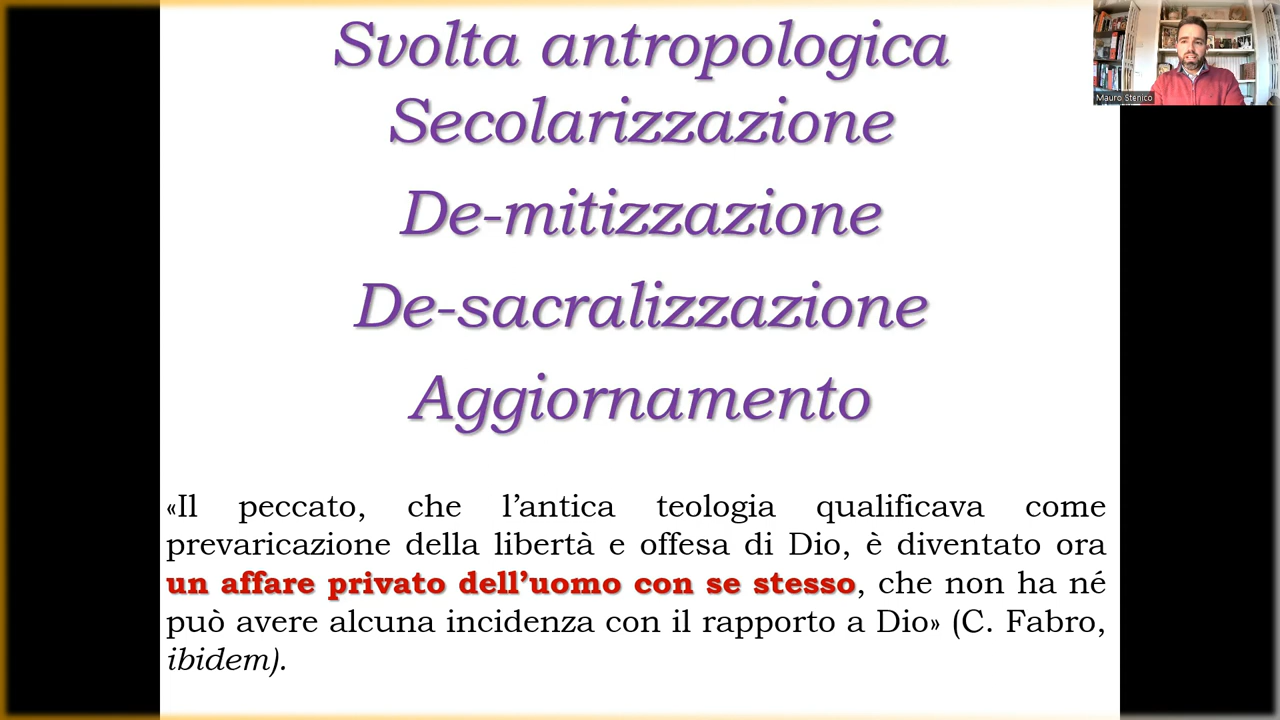 Svolta antropologica
Secolarizzazione
De-mitizzazione
De-sacralizzazione
Aggiornamento
«Il peccato, che l’antica teologia qualificava come
prevaricazione della libertà e offesa di Dio, è diventato ora
un affare privato dell’uomo con se stesso, che non ha né
può avere alcuna incidenza con il rapporto a Dio» (C. Fabro,
ibidem).
Mauro Stenico